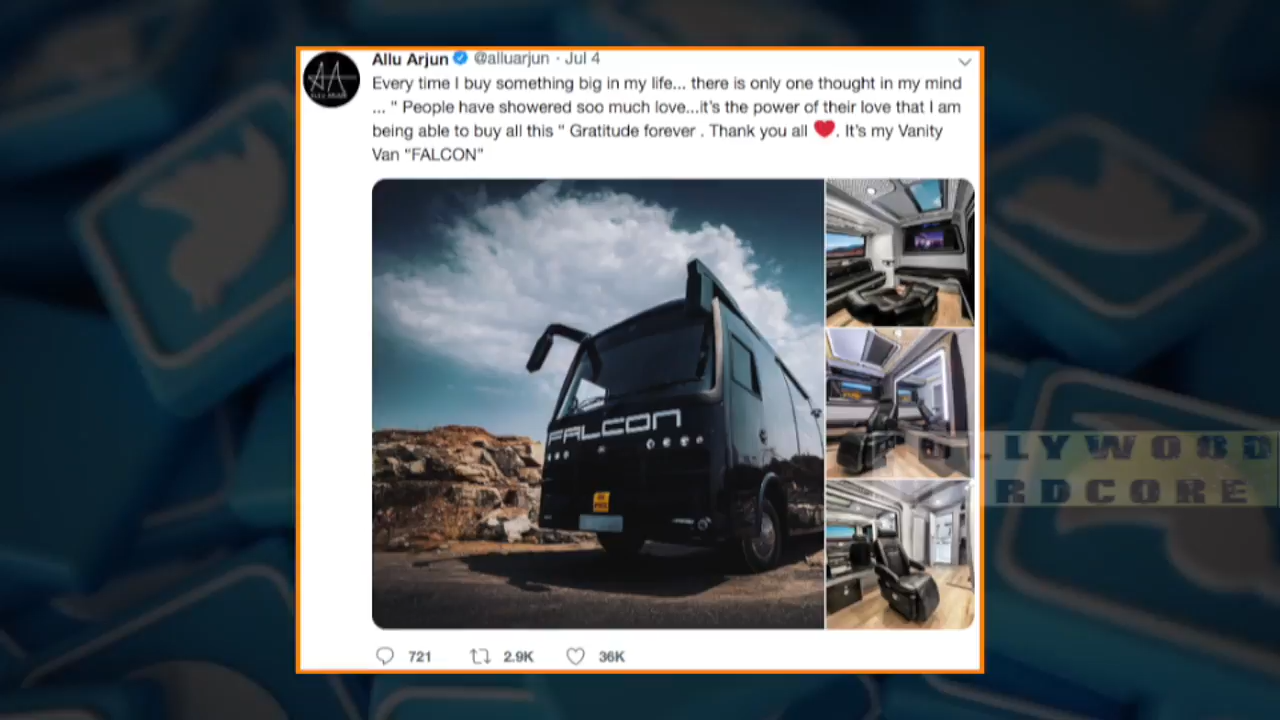 Allu Arjun @alluarjun · Jul 4
Every time I buy something big in my life... there is only one thought in my mind
... “ People have showered soo much love...it’s the power of their love that I am
being able to buy all this “ Gratitude forever . Thank you all ❤️. It’s my Vanity
Van “FALCON”
FALCON
721 2.9K 36K
LLYWOOD
RDCORE